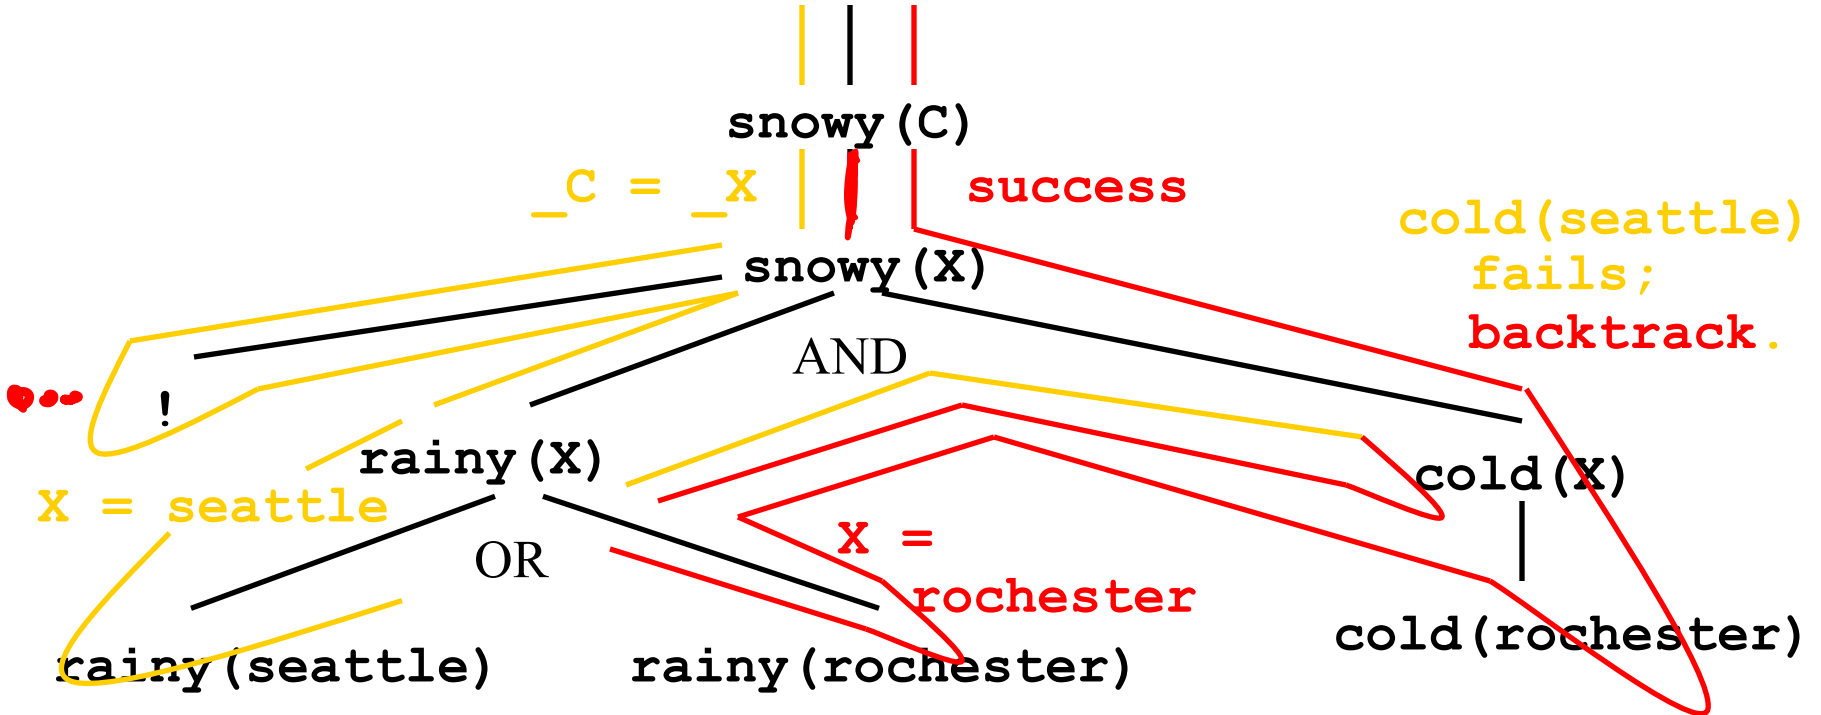 snowy(C)
_C = _X
success
cold(seattle)
fails;
backtrack.
snowy(X)
AND
!
rainy(X)
cold(X)
X = seattle
X =
OR
rochester
cold(rochester)
rainy(seattle)
rainy(rochester)